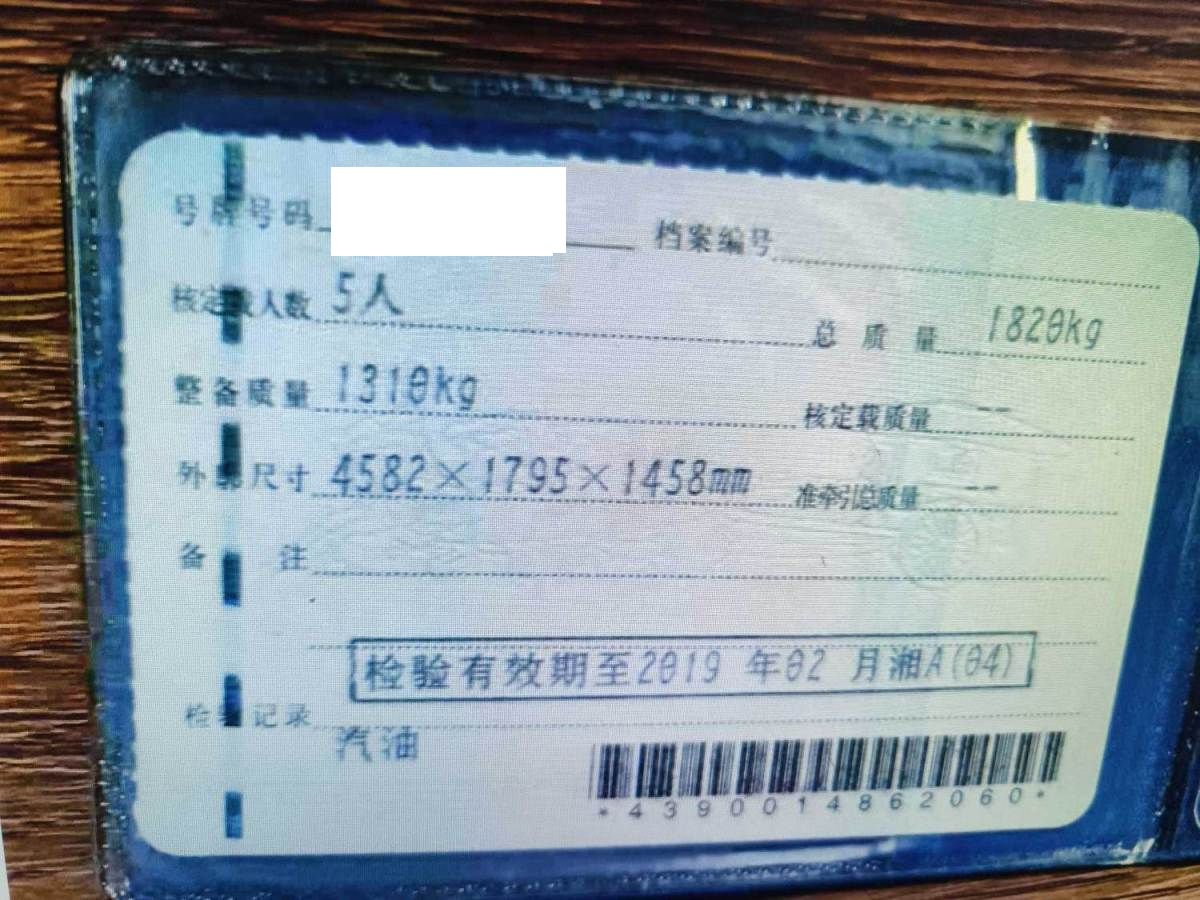 号牌号码 档案编号
核定载人数 5人 总质量 1820kg
整备质量 1310kg 核定载质量 --
外廓尺寸 4582×1795×1458mm 准牵引总质量 --
备注
检验有效期至2019年02月湘A(04)
检验记录
汽油
*4390014862060*